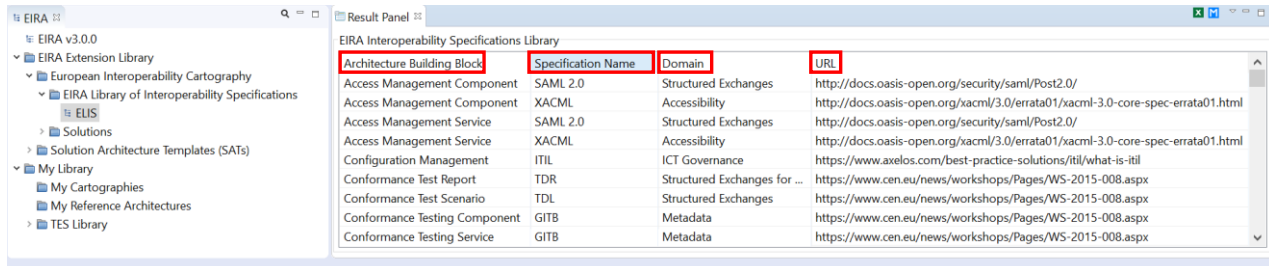 EIRA
EIRA v3.0.0
EIRA Extension Library
European Interoperability Cartography
EIRA Library of Interoperability Specifications
ELIS
Solutions
Solution Architecture Templates (SATs)
My Library
My Cartographies
My Reference Architectures
TES Library
Result Panel
EIRA Interoperability Specifications Library
Architecture Building Block Specification Name Domain URL
Access Management Component SAML 2.0 Structured Exchanges http://docs.oasis-open.org/security/saml/Post2.0/
Access Management Component XACML Accessibility http://docs.oasis-open.org/xacml/3.0/errata01/xacml-3.0-core-spec-errata01.html
Access Management Service SAML 2.0 Structured Exchanges http://docs.oasis-open.org/security/saml/Post2.0/
Access Management Service XACML Accessibility http://docs.oasis-open.org/xacml/3.0/errata01/xacml-3.0-core-spec-errata01.html
Configuration Management ITIL ICT Governance https://www.axelos.com/best-practice-solutions/itil/what-is-itil
Conformance Test Report TDR Structured Exchanges for ... https://www.cen.eu/news/workshops/Pages/WS-2015-008.aspx
Conformance Test Scenario TDL Structured Exchanges https://www.cen.eu/news/workshops/Pages/WS-2015-008.aspx
Conformance Testing Component GITB Metadata https://www.cen.eu/news/workshops/Pages/WS-2015-008.aspx
Conformance Testing Service GITB Metadata https://www.cen.eu/news/workshops/Pages/WS-2015-008.aspx